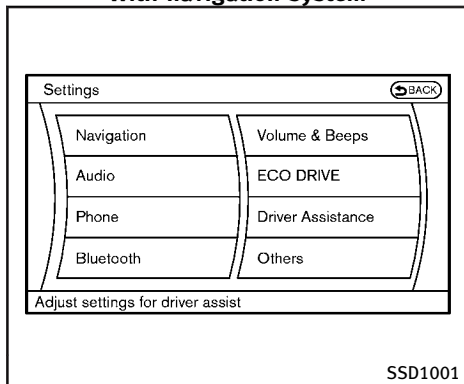 With navigation system
Settings
BACK
Navigation
Volume & Beeps
Audio
ECO DRIVE
Phone
Driver Assistance
Bluetooth
Others
Adjust settings for driver assist
SSD1001